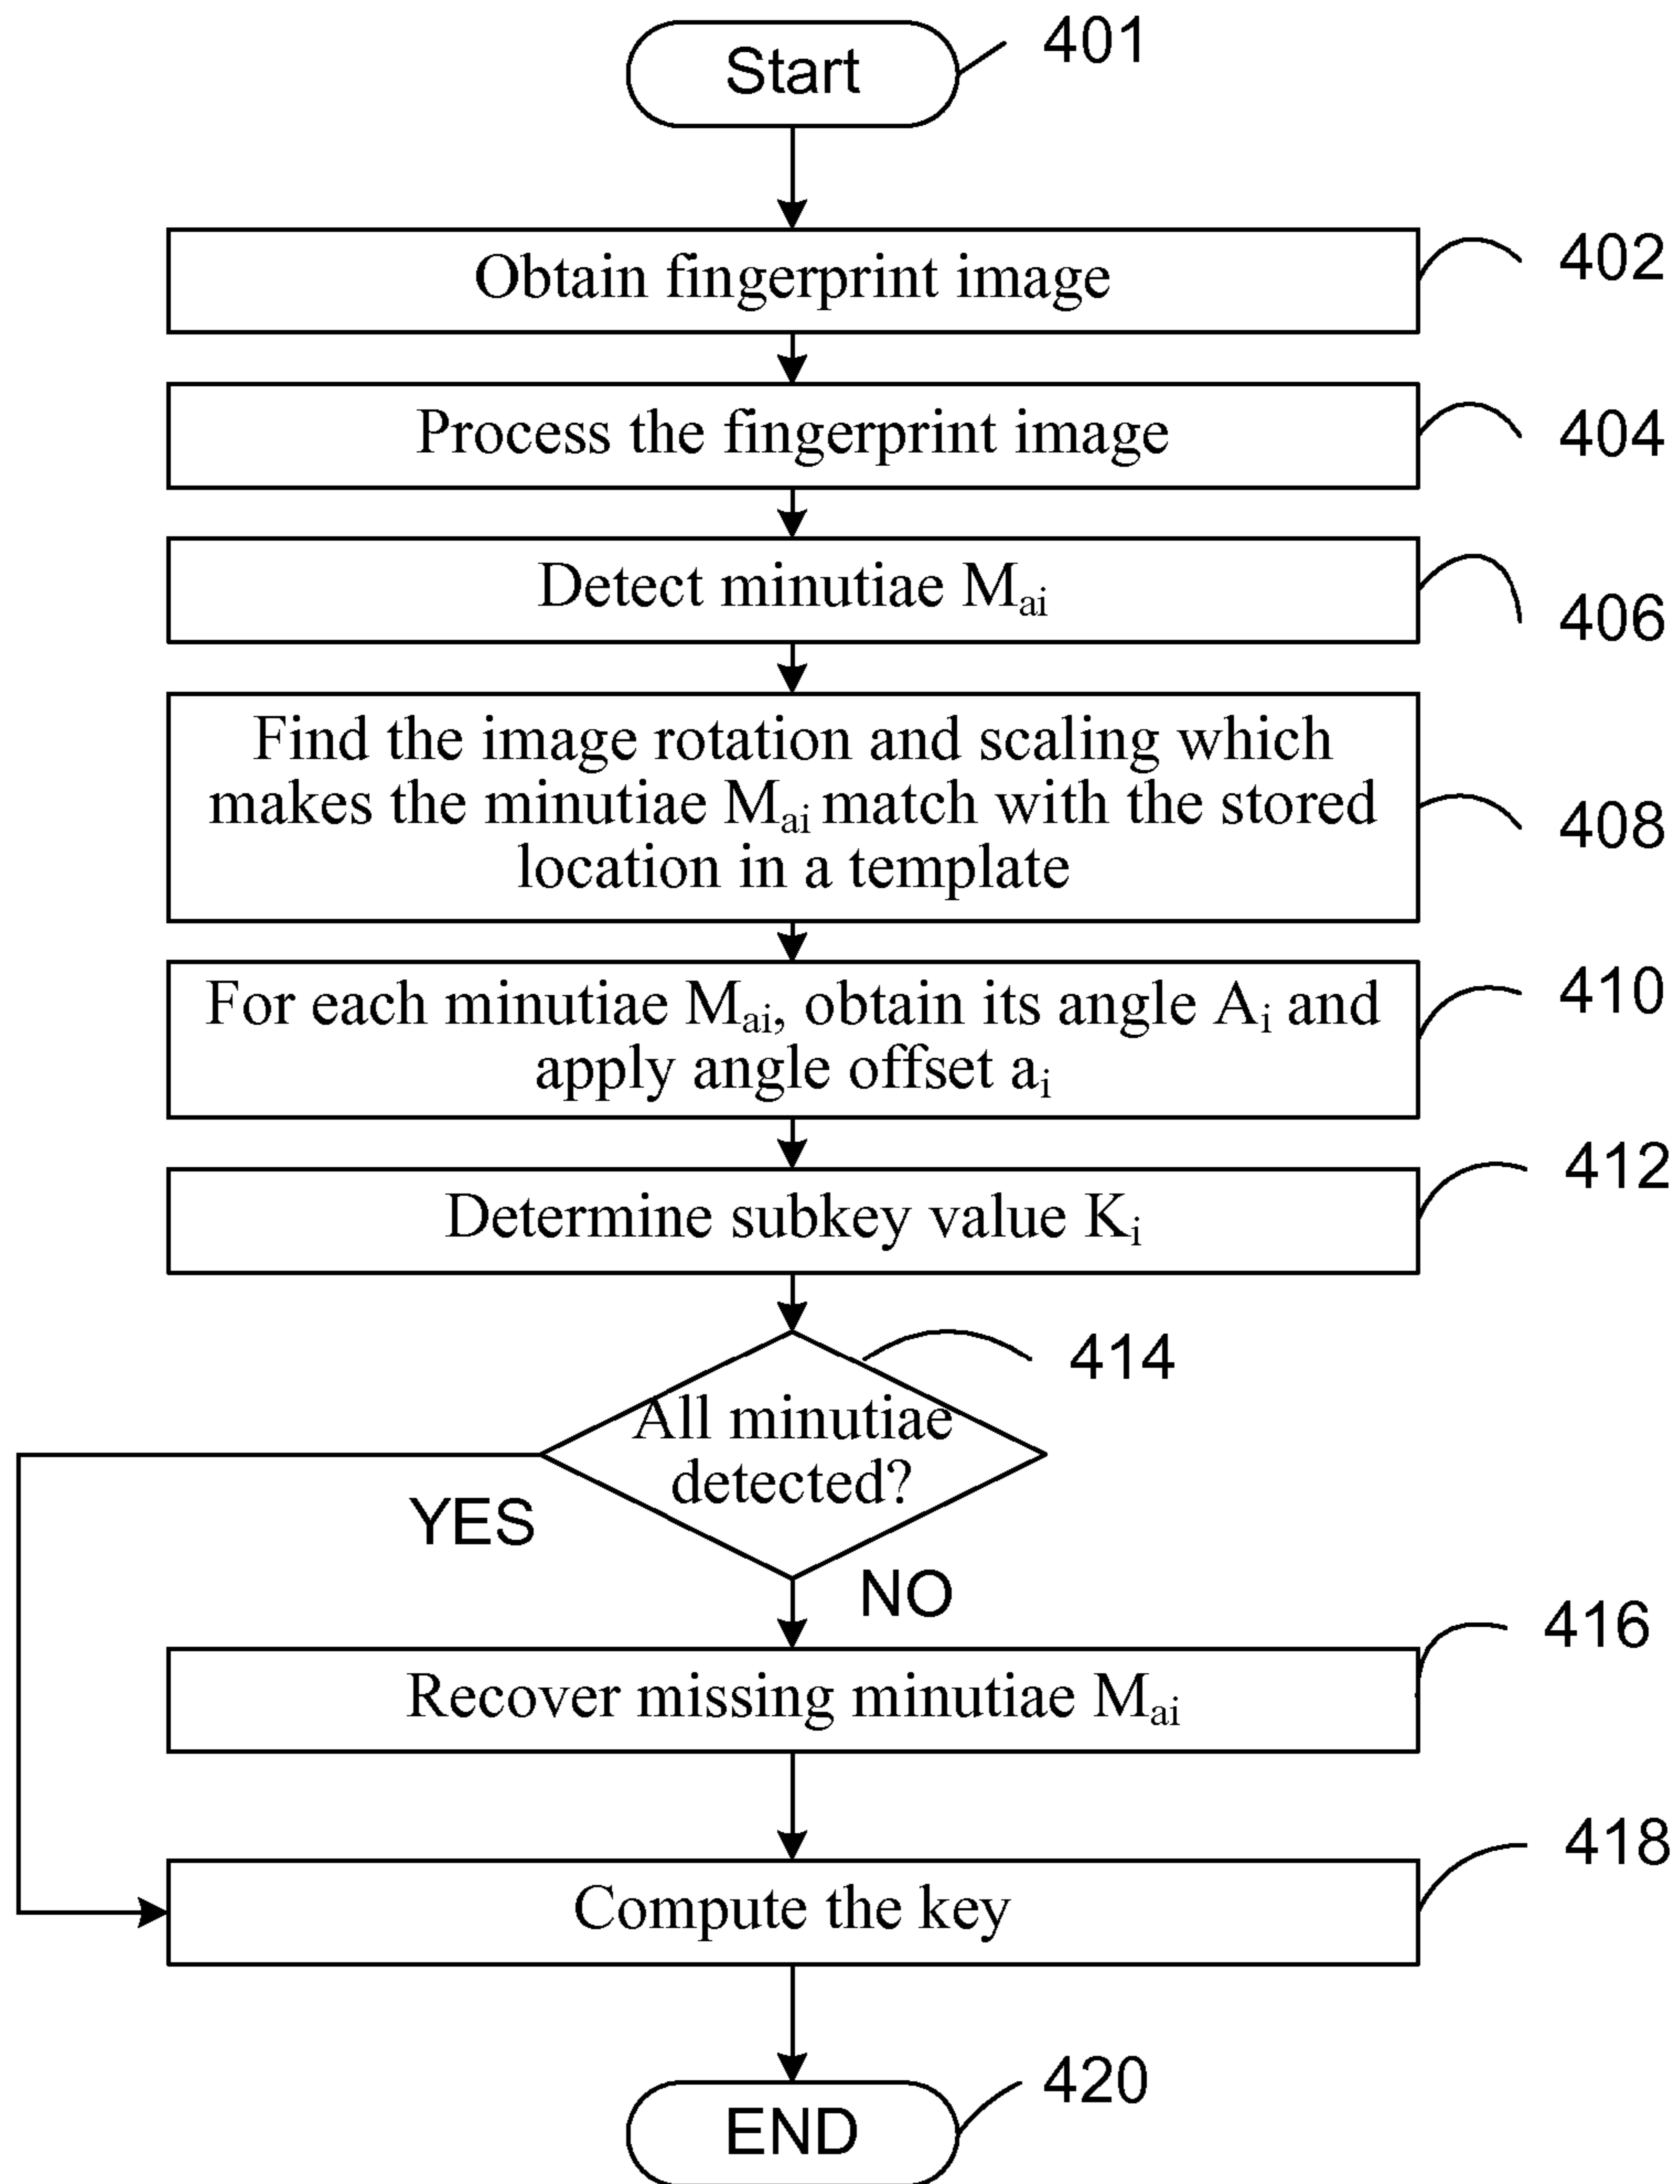 Start
401
Obtain fingerprint image
402
Process the fingerprint image
404
Detect minutiae Mai
406
Find the image rotation and scaling which
makes the minutiae Mai match with the stored
location in a template
408
For each minutiae Mai, obtain its angle Ai and
apply angle offset ai
410
Determine subkey value Ki
412
All minutiae
detected?
414
YES
NO
Recover missing minutiae Mai
416
Compute the key
418
END
420